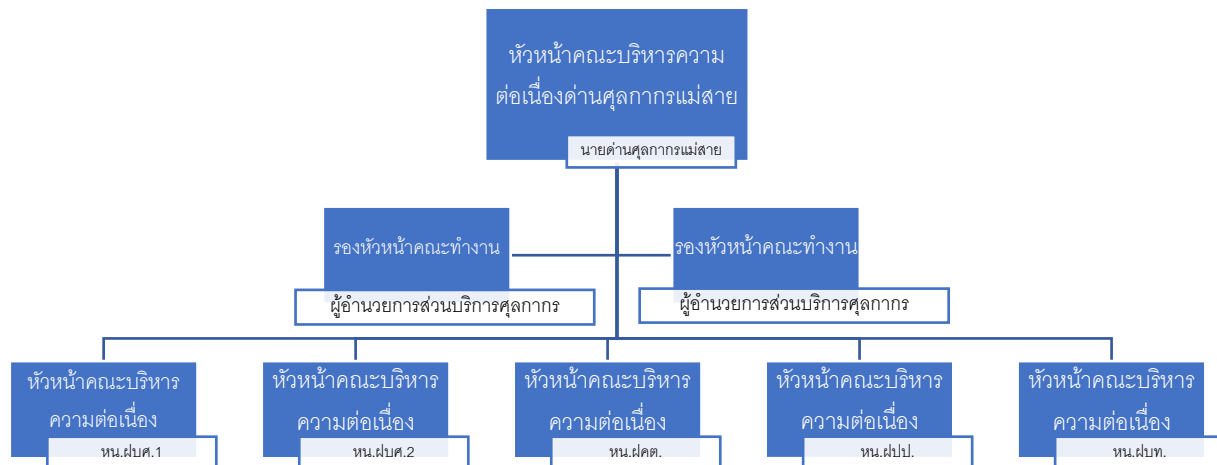 หัวหน้าคณะบริหารความ
ต่อเนื่องด่านศุลกากรแม่สาย
นายด่านศุลกากรแม่สาย
รองหัวหน้าคณะทำงาน
ผู้อำนวยการส่วนบริการศุลกากร
รองหัวหน้าคณะทำงาน
ผู้อำนวยการส่วนบริการศุลกากร
หัวหน้าคณะบริหาร
ความต่อเนื่อง
หน.ฝบศ.1
หัวหน้าคณะบริหาร
ความต่อเนื่อง
หน.ฝบศ.2
หัวหน้าคณะบริหาร
ความต่อเนื่อง
หน.ฝคต.
หัวหน้าคณะบริหาร
ความต่อเนื่อง
หน.ฝปป.
หัวหน้าคณะบริหาร
ความต่อเนื่อง
หน.ฝบท.